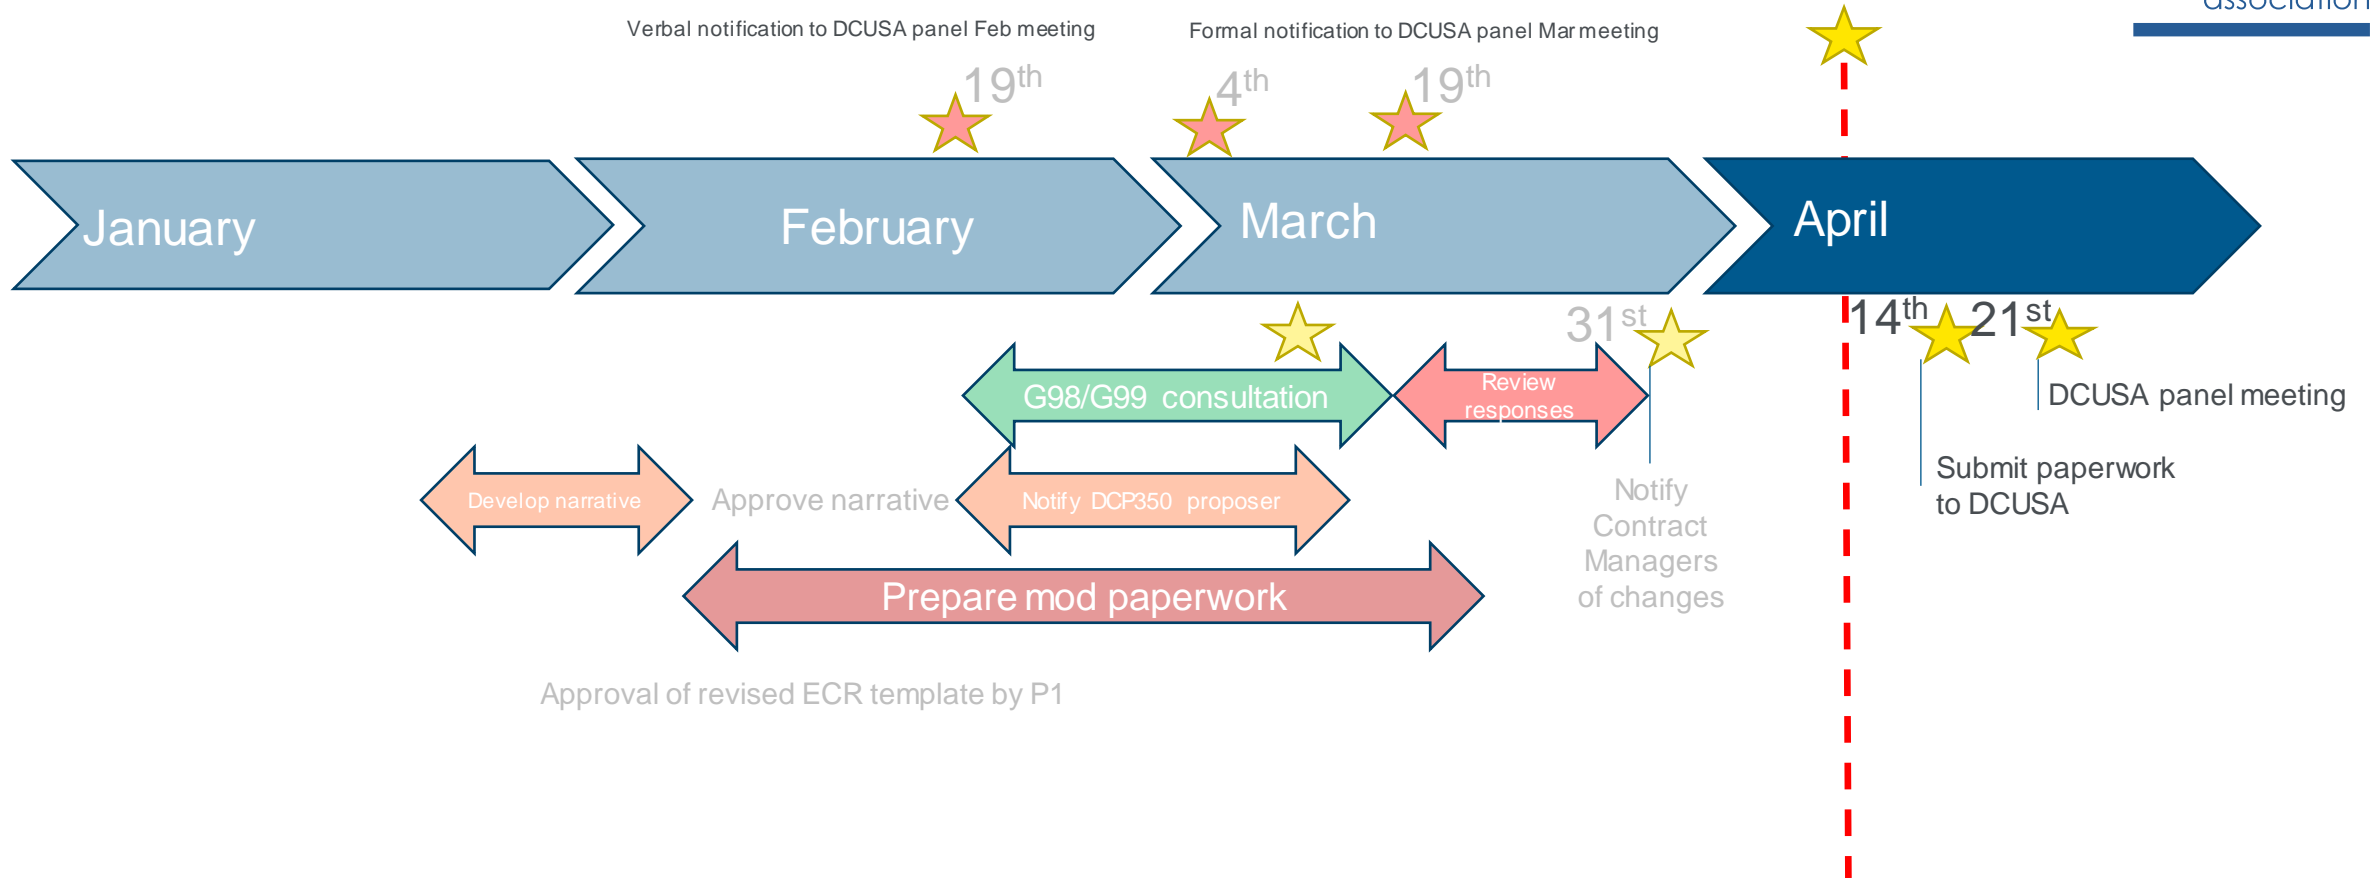 association
Verbal notification to DCUSA panel Feb meeting
Formal notification to DCUSA panel Mar meeting
19th
4th
19th
January
February
March
April
31st
14th
21st
G98/G99 consultation
Review
responses
DCUSA panel meeting
Develop narrative
Approve narrative
Notify DCP350 proposer
Notify
Contract
Managers
of changes
Submit paperwork
to DCUSA
Prepare mod paperwork
Approval of revised ECR template by P1